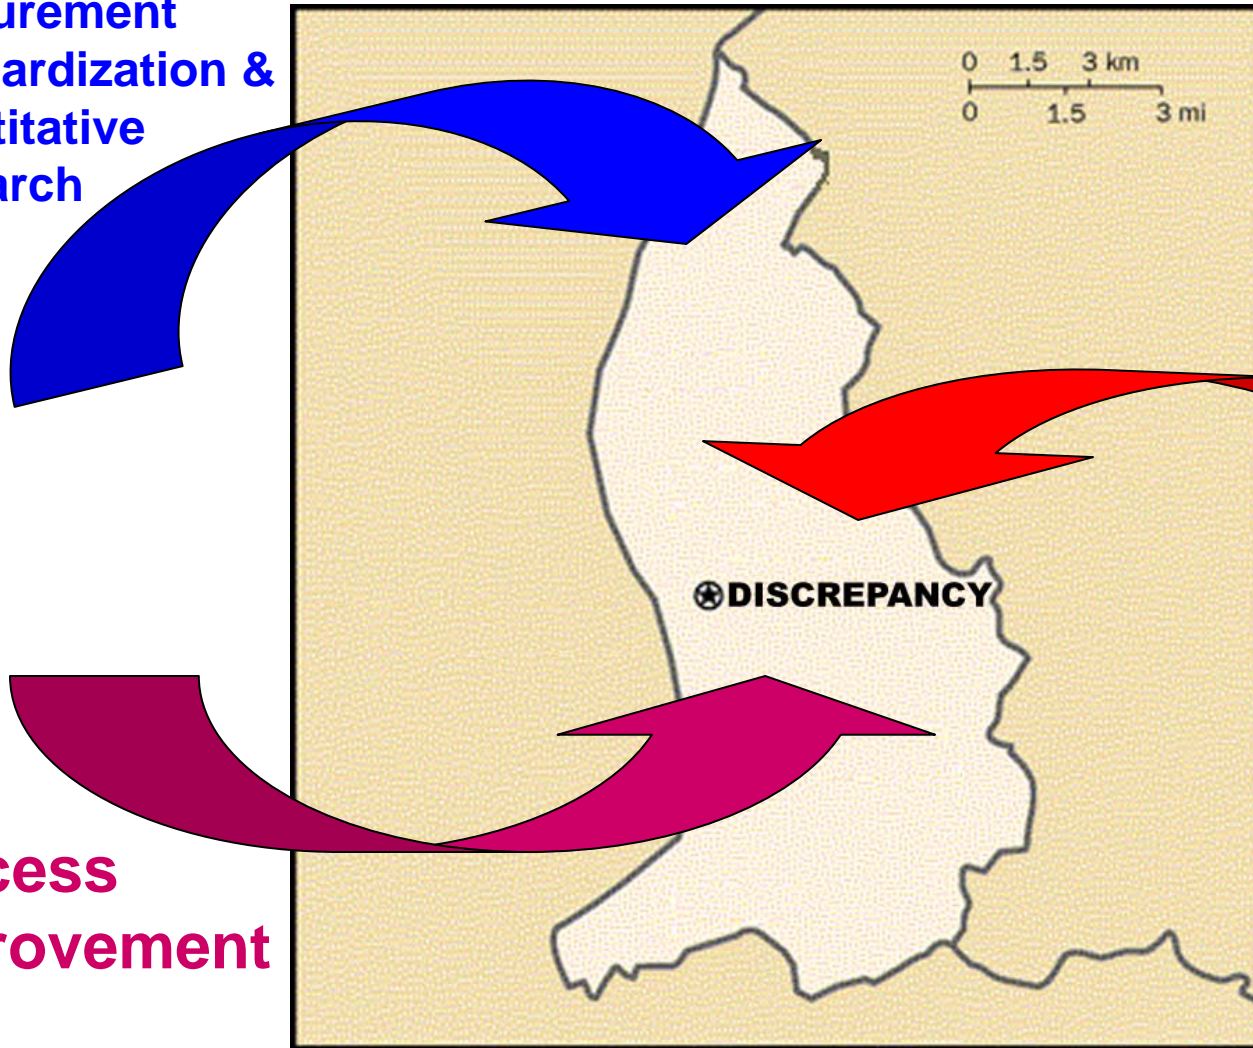 urement
ardization &
titative
arch
0 1.5 3 km
0 1.5 3 mi
DISCREPANCY
cess
rovement